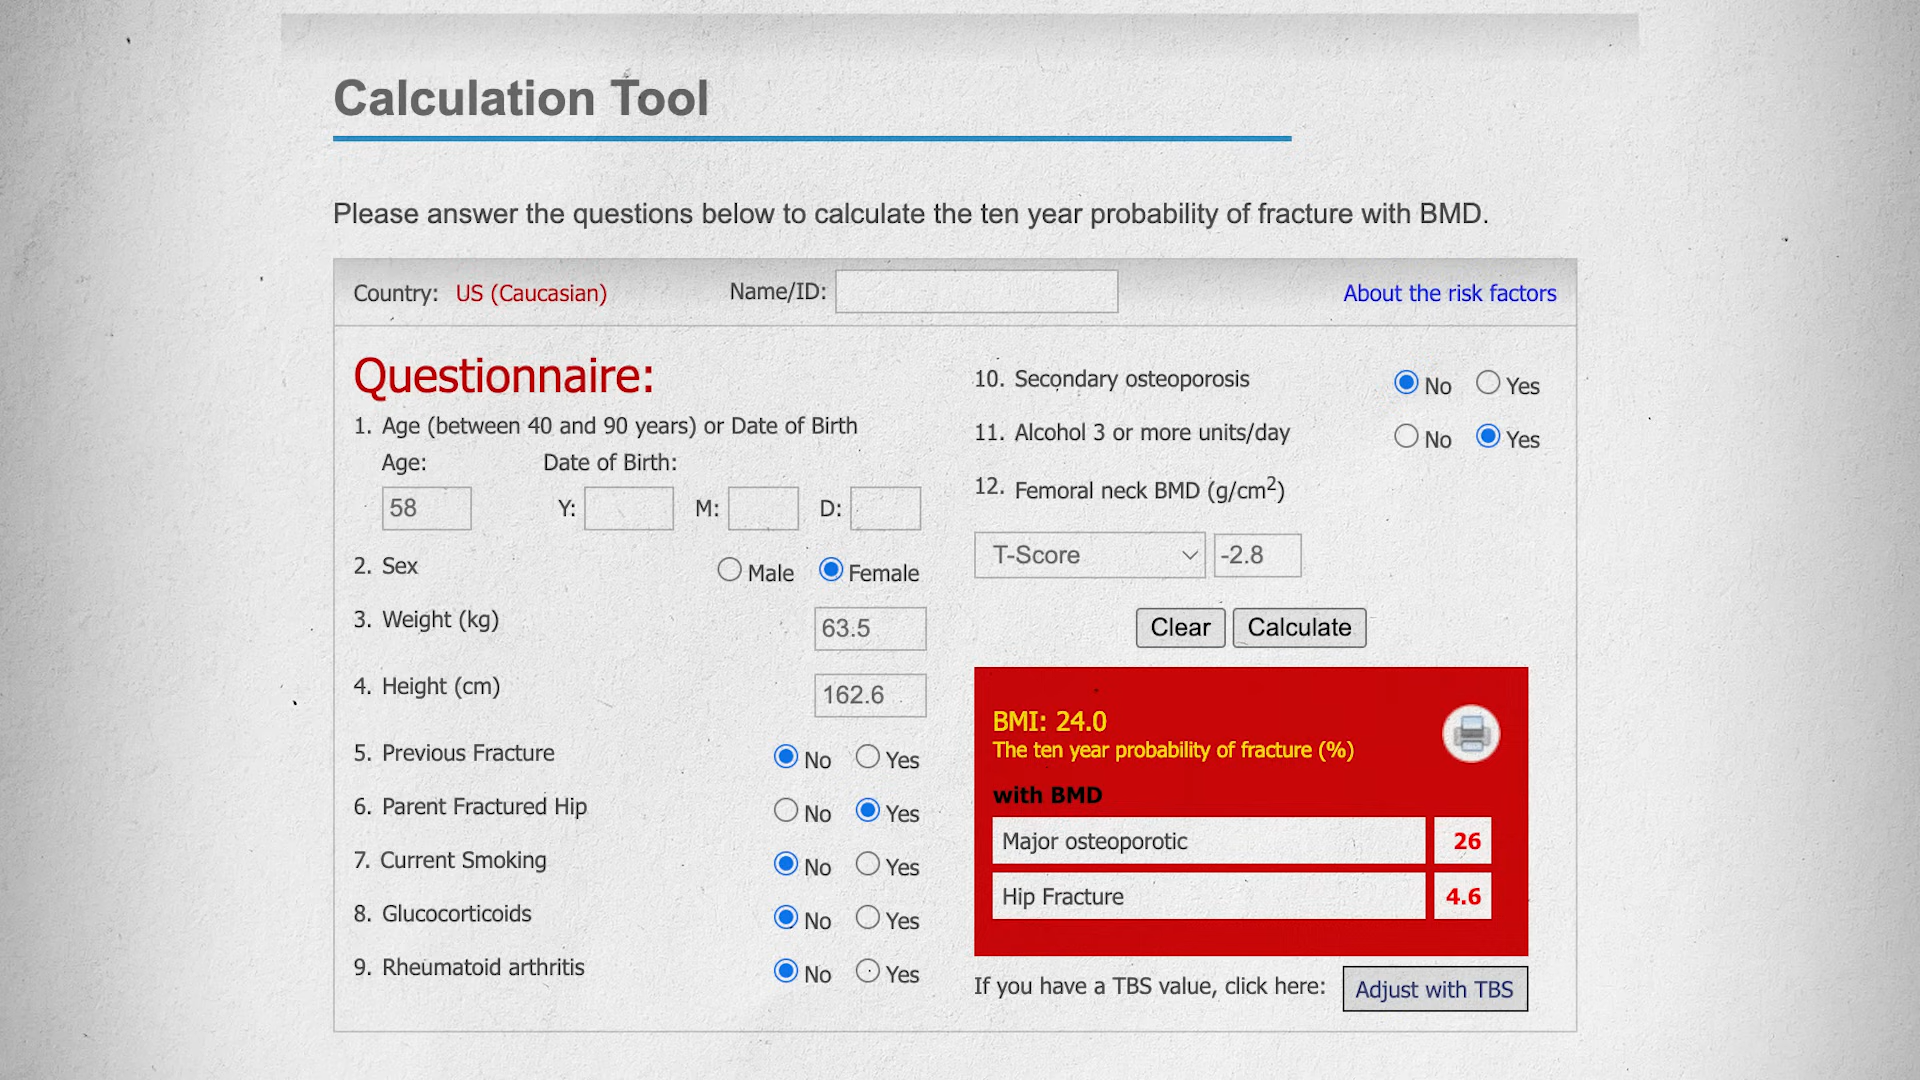 Calculation Tool
Please answer the questions below to calculate the ten year probability of fracture with BMD.
Country: US (Caucasian) Name/ID: About the risk factors
Questionnaire:
1. Age (between 40 and 90 years) or Date of Birth
Age: Date of Birth:
58 Y: M: D:
2. Sex Male Female
3. Weight (kg) 63.5
4. Height (cm) 162.6
5. Previous Fracture No Yes
6. Parent Fractured Hip No Yes
7. Current Smoking No Yes
8. Glucocorticoids No Yes
9. Rheumatoid arthritis No Yes
10. Secondary osteoporosis No Yes
11. Alcohol 3 or more units/day No Yes
12. Femoral neck BMD (g/cm²)
T-Score -2.8
Clear Calculate
BMI: 24.0
The ten year probability of fracture (%)
with BMD
Major osteoporotic 26
Hip Fracture 4.6
If you have a TBS value, click here: Adjust with TBS